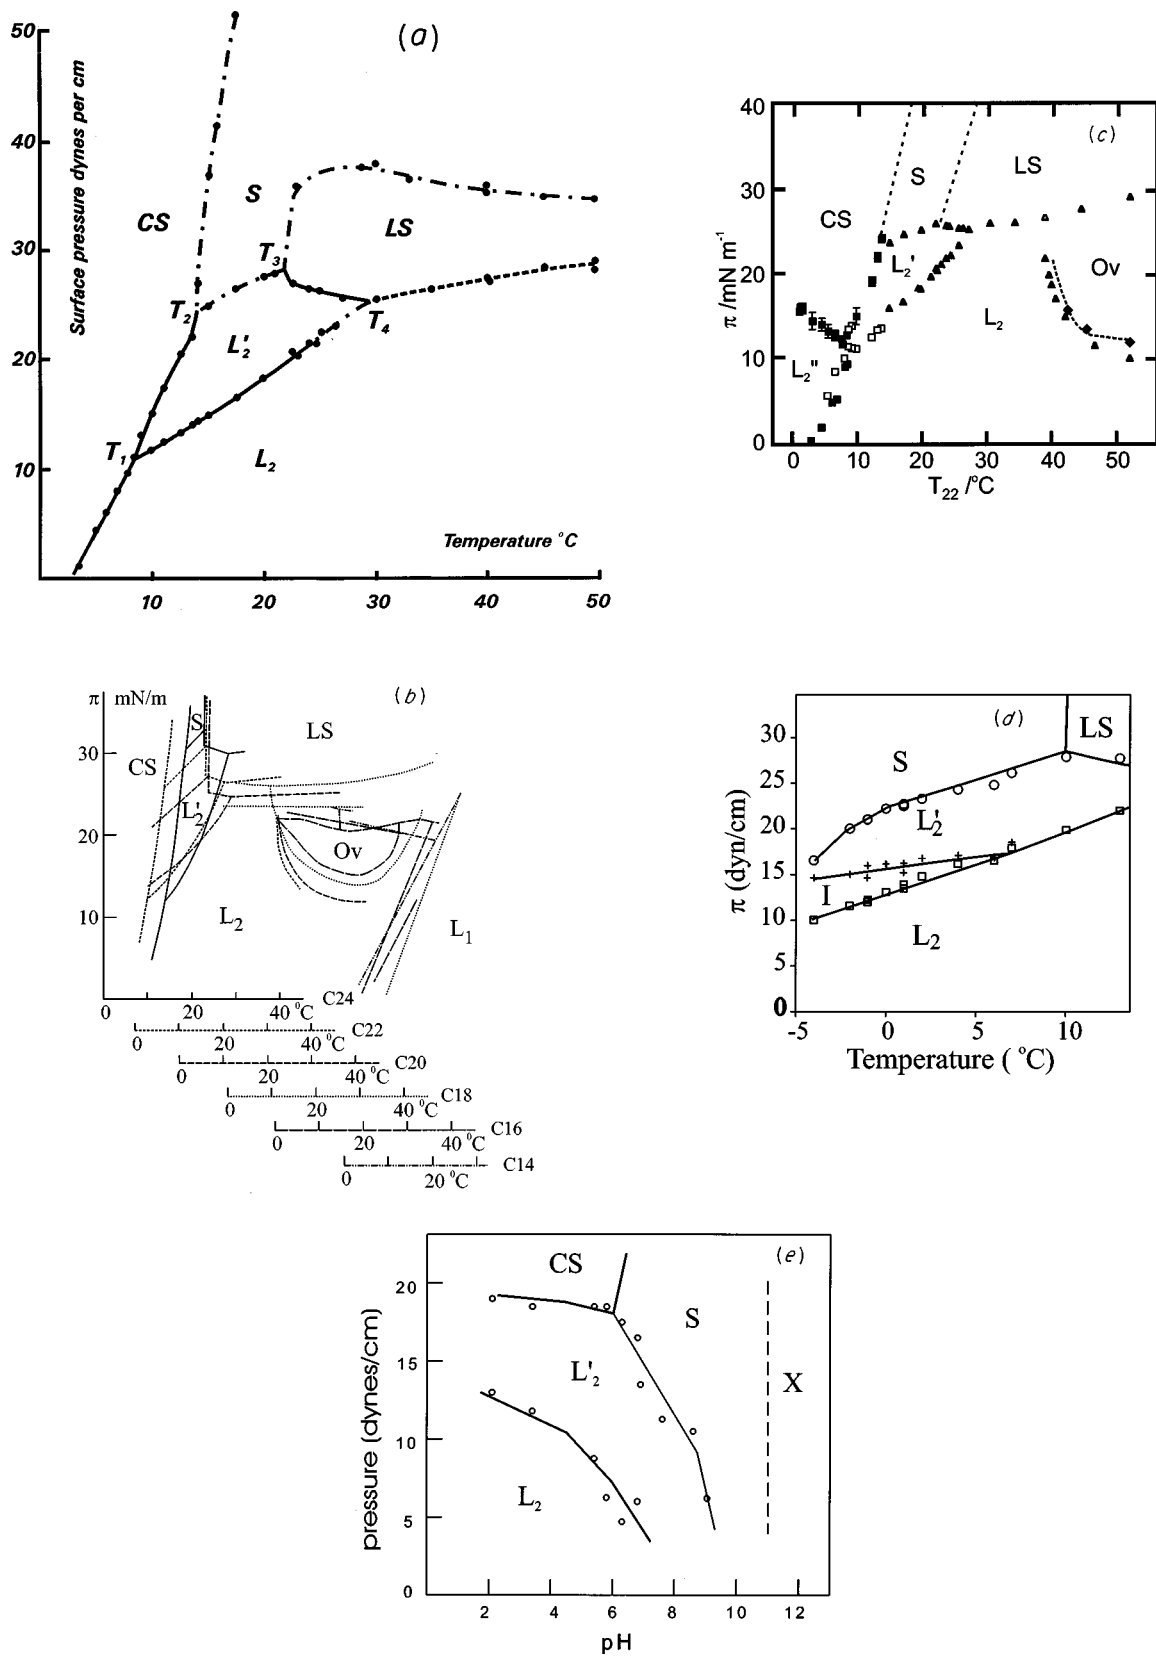 (a)
Surface pressure dynes per cm
50
40
30
20
10
CS
S
LS
T3
T2
T4
L2'
T1
L2
Temperature °C
10 20 30 40 50
(c)
π /mN m⁻¹
40
30
20
10
0
S
LS
CS
L2'
Ov
L2
L2''
0 10 20 30 40 50
T22 /°C
(b)
π mN/m
30
20
10
S
LS
CS
L2'
Ov
L2
L1
0 20 40 °C C24
0 20 40 °C C22
0 20 40 °C C20
0 20 40 °C C18
0 20 40 °C C16
0 20 °C C14
(d)
π (dyn/cm)
30
25
20
15
10
5
0
LS
S
L2'
I
L2
-5 0 5 10
Temperature ( °C)
(e)
pressure (dynes/cm)
20
15
10
5
0
CS
S
L'2
X
L2
2 4 6 8 10 12
pH